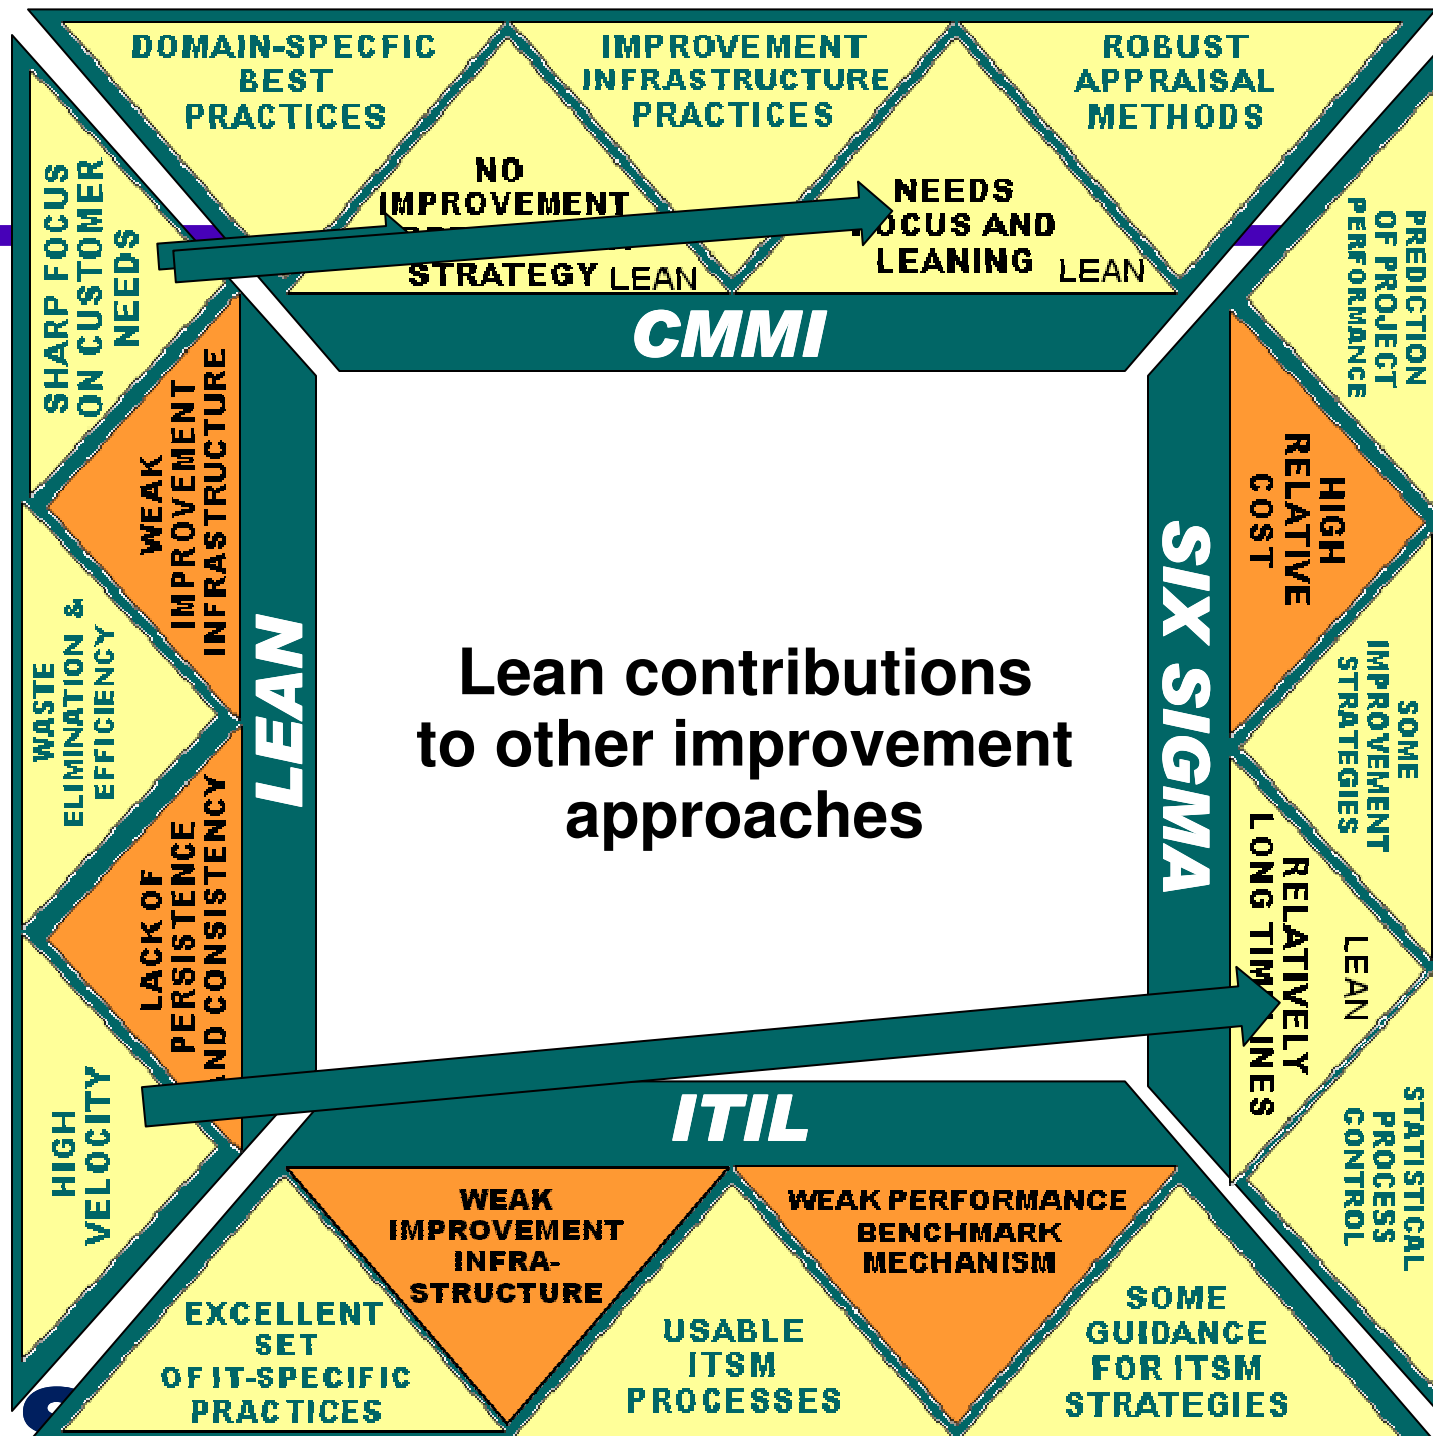 DOMAIN-SPECFIC
BEST
PRACTICES
IMPROVEMENT
INFRASTRUCTURE
PRACTICES
ROBUST
APPRAISAL
METHODS
NO
IMPROVEMENT
STRATEGY LEAN
NEEDS
FOCUS AND
LEANING LEAN
CMMI
SHARP FOCUS
ON CUSTOMER
NEEDS
WEAK
IMPROVEMENT
INFRASTRUCTURE
WASTE
ELIMINATION &
EFFICIENCY
LEAN
LACK OF
PERSISTENCE
AND CONSISTENCY
HIGH
VELOCITY
Lean contributions
to other improvement
approaches
PREDICTION
OF PROJECT
PERFORMANCE
HIGH
RELATIVE
COST
SIX SIGMA
SOME
IMPROVEMENT
STRATEGIES
LEAN
RELATIVELY
LONG TIMELINES
STATISTICAL
PROCESS
CONTROL
ITIL
WEAK
IMPROVEMENT
INFRA-
STRUCTURE
WEAK PERFORMANCE
BENCHMARK
MECHANISM
EXCELLENT
SET
OF IT-SPECIFIC
PRACTICES
USABLE
ITSM
PROCESSES
SOME
GUIDANCE
FOR ITSM
STRATEGIES